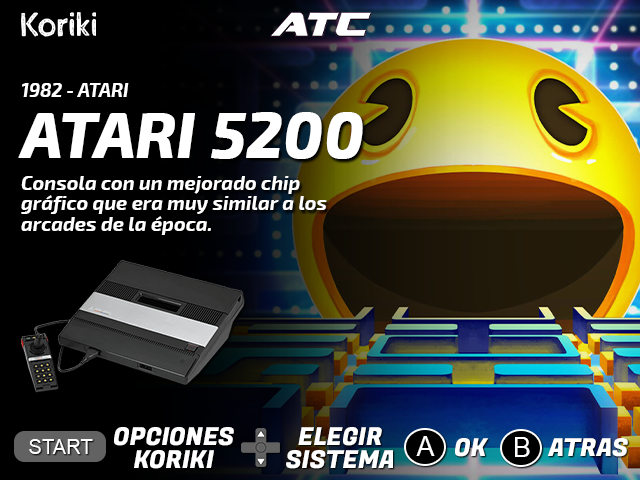 Koriki
ATC
1982 - ATARI
ATARI 5200
Consola con un mejorado chip
gráfico que era muy similar a los
arcades de la época.
START
OPCIONES
KORIKI
ELEGIR
SISTEMA
A OK
B ATRAS